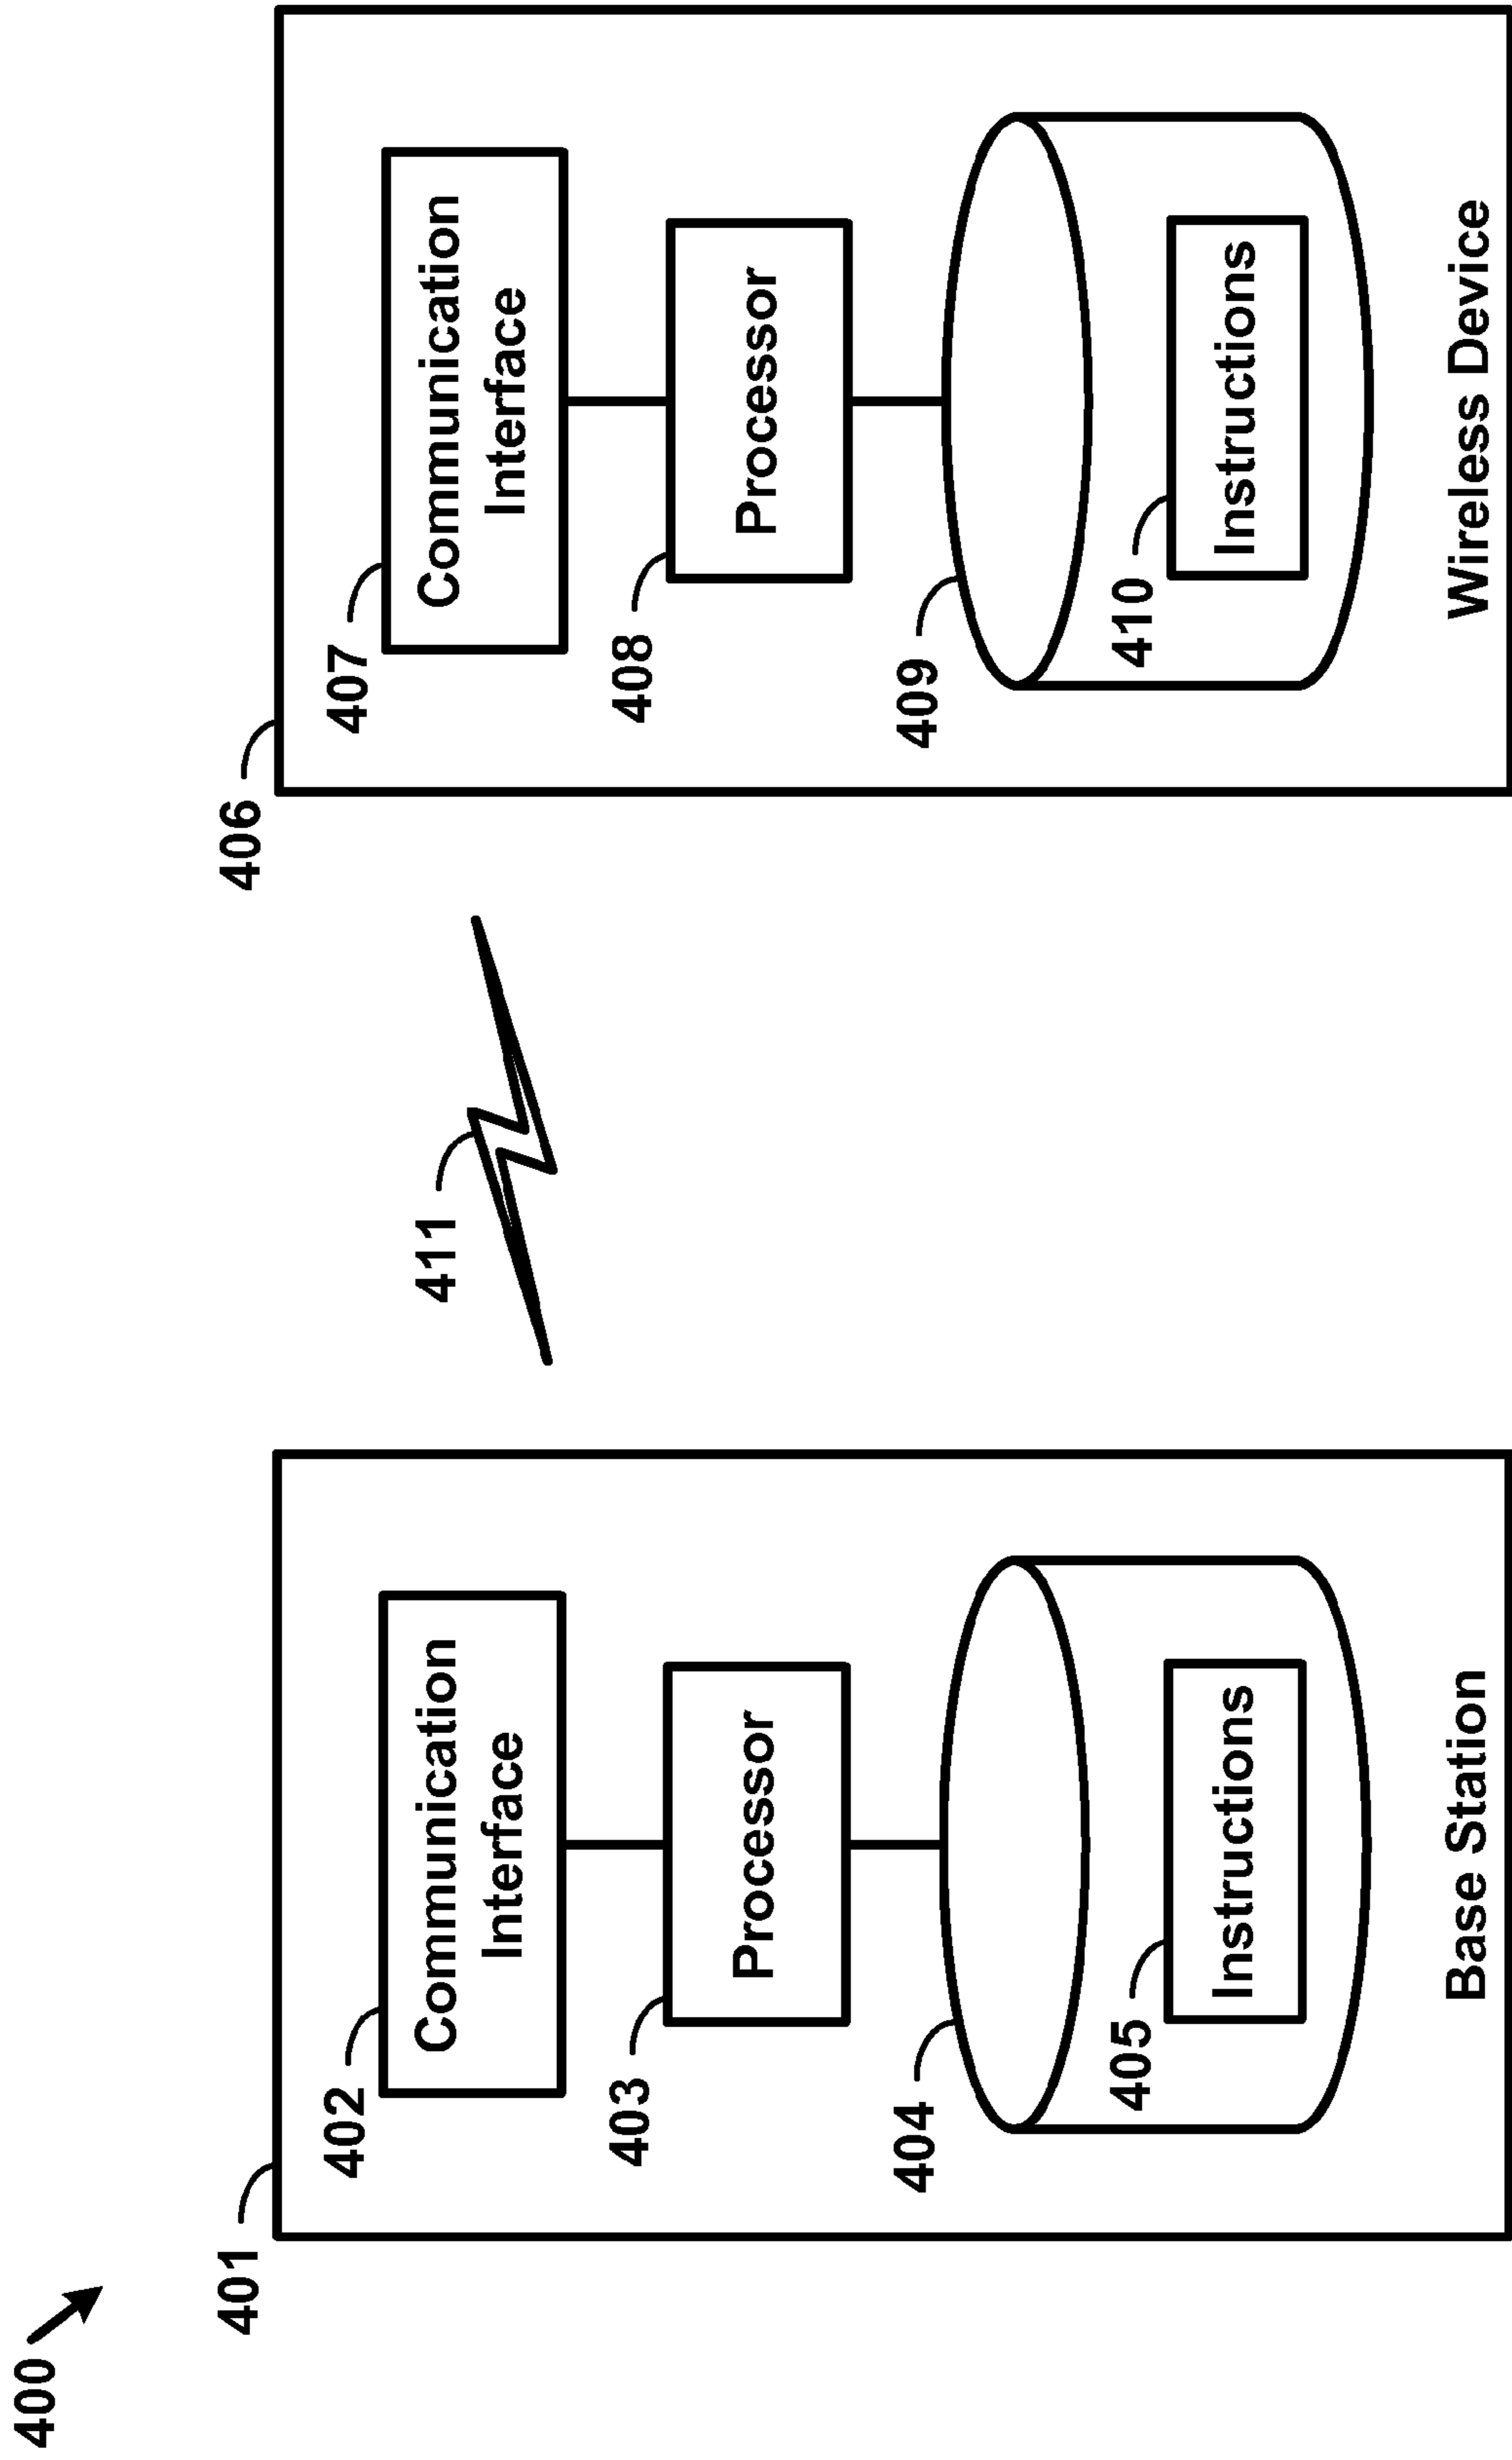 400
401
402
Communication
Interface
403
Processor
404
405
Instructions
Base Station
411
406
407
Communication
Interface
408
Processor
409
410
Instructions
Wireless Device